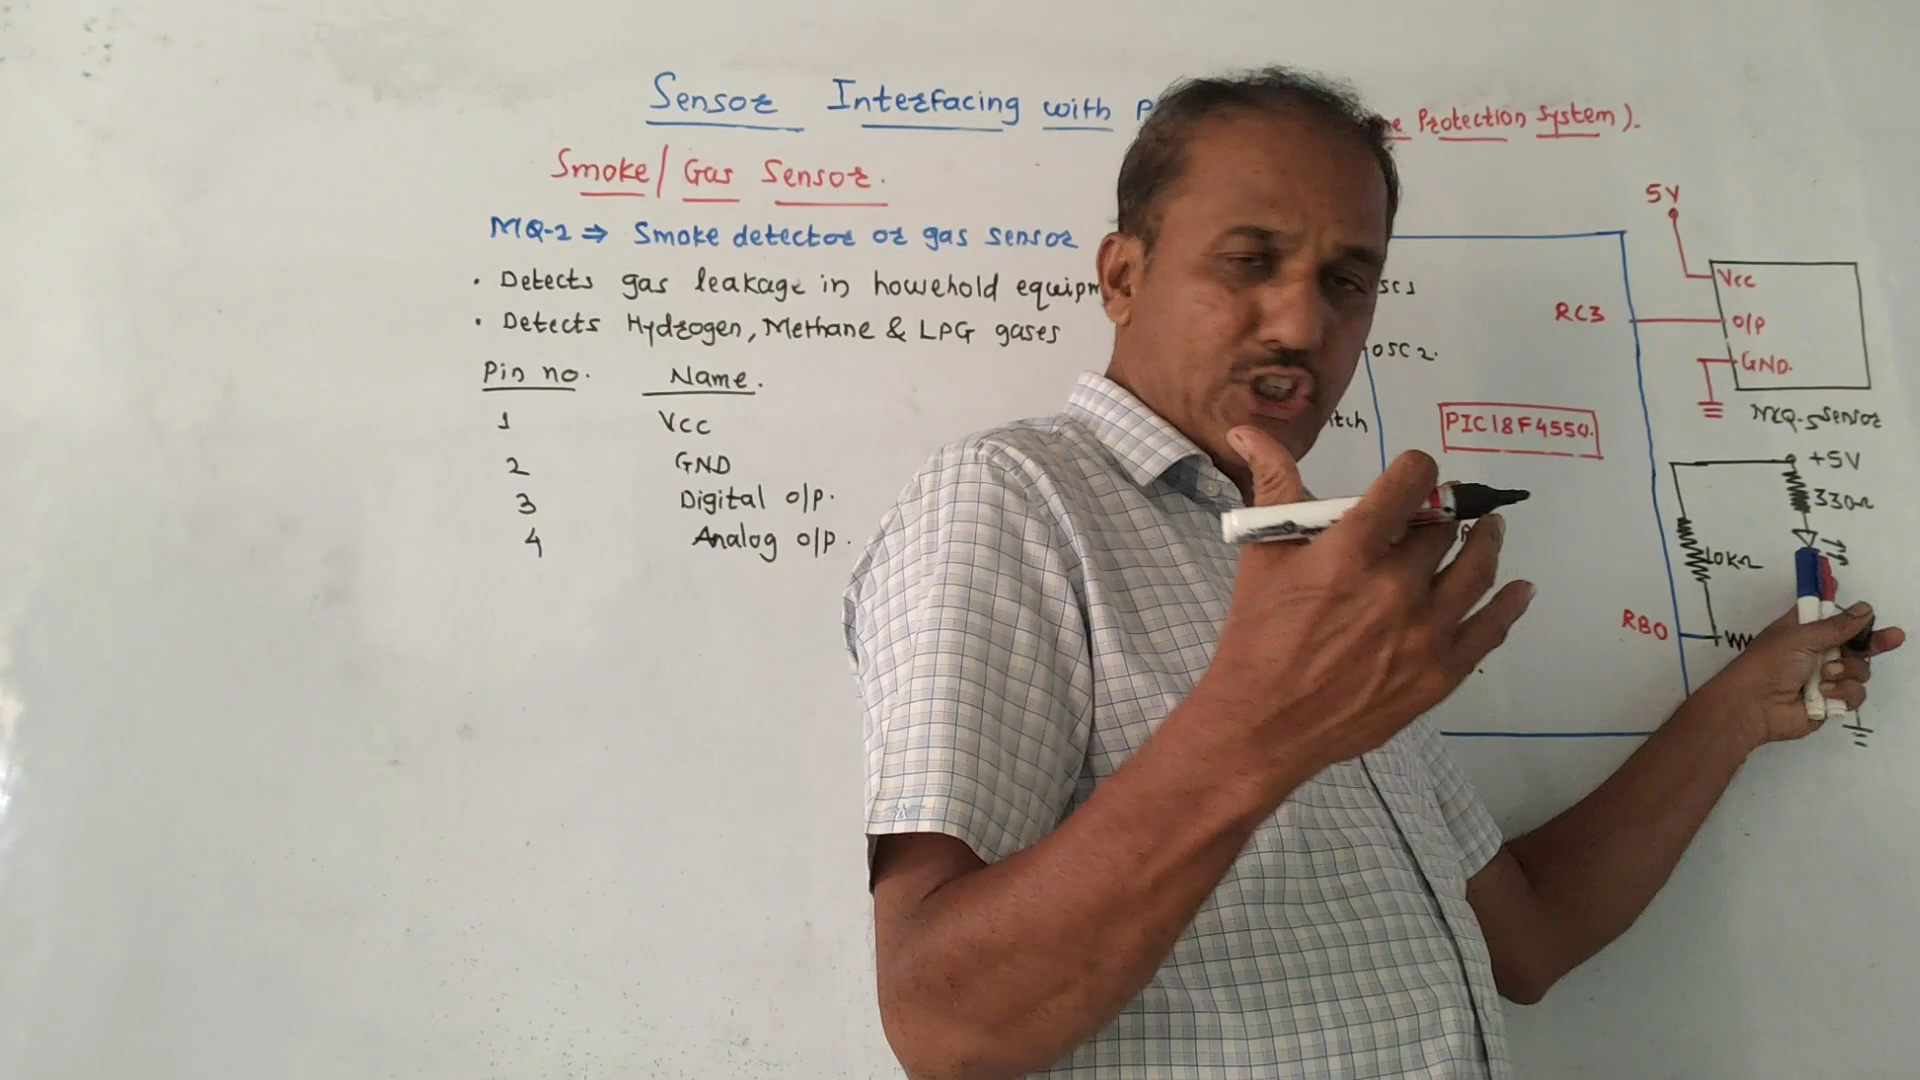 Sensor Interfacing with P
Protection System).
Smoke/ Gas Sensor.
MQ-2 ⇒ Smoke detector or gas sensor
• Detects gas leakage in household equipm
• Detects Hydrogen, Methane & LPG gases
Pin no. Name.
1 Vcc
2 GND
3 Digital o/p.
4 Analog o/p.
OSC2.
PIC18F4550.
RC3
RB0
5V
Vcc
o/p
GND.
MQ-5 Sensor
+5V
330Ω
10KΩ